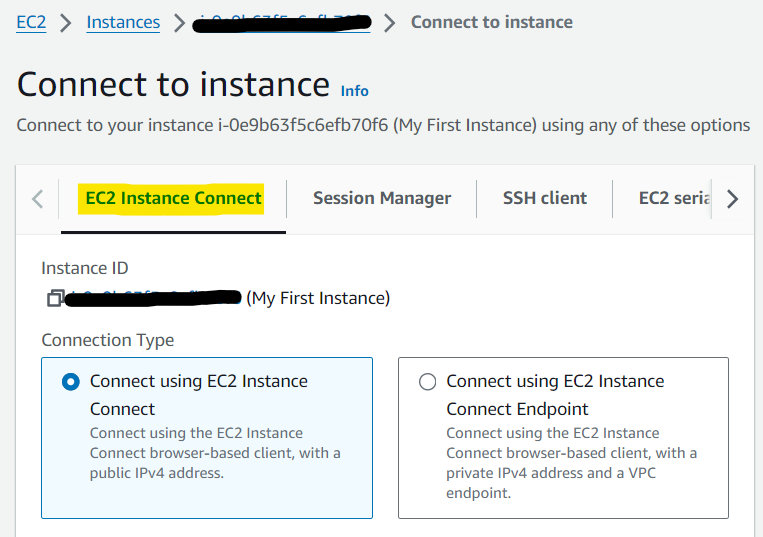 EC2 > Instances > > Connect to instance
Connect to instance Info
Connect to your instance i-0e9b63f5c6efb70f6 (My First Instance) using any of these options
EC2 Instance Connect Session Manager SSH client EC2 seria
Instance ID
(My First Instance)
Connection Type
Connect using EC2 Instance
Connect
Connect using the EC2 Instance
Connect browser-based client, with a
public IPv4 address.
Connect using EC2 Instance
Connect Endpoint
Connect using the EC2 Instance
Connect browser-based client, with a
private IPv4 address and a VPC
endpoint.